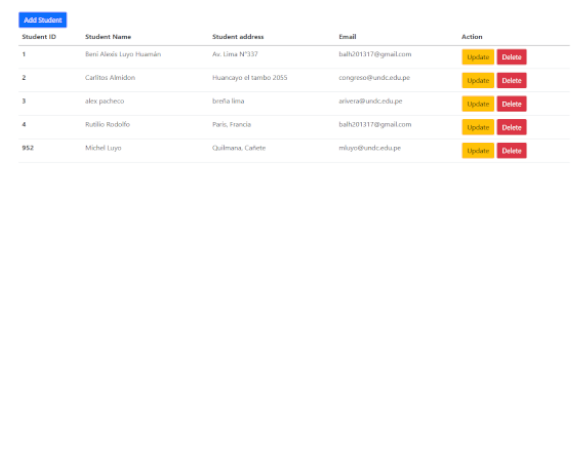 Add Student
Student ID Student Name Student address Email Action
1 Beni Alexis Luyo Huamán Av. Lima N°337 balh201317@gmail.com Update Delete
2 Carlitos Almidon Huancayo el tambo 2055 congreso@undc.edu.pe Update Delete
3 alex pacheco breña lima arivera@undc.edu.pe Update Delete
4 Rutilio Rodolfo Paris, Francia balh201317@gmail.com Update Delete
952 Michel Luyo Quilmana, Cañete mluyo@undc.edu.pe Update Delete